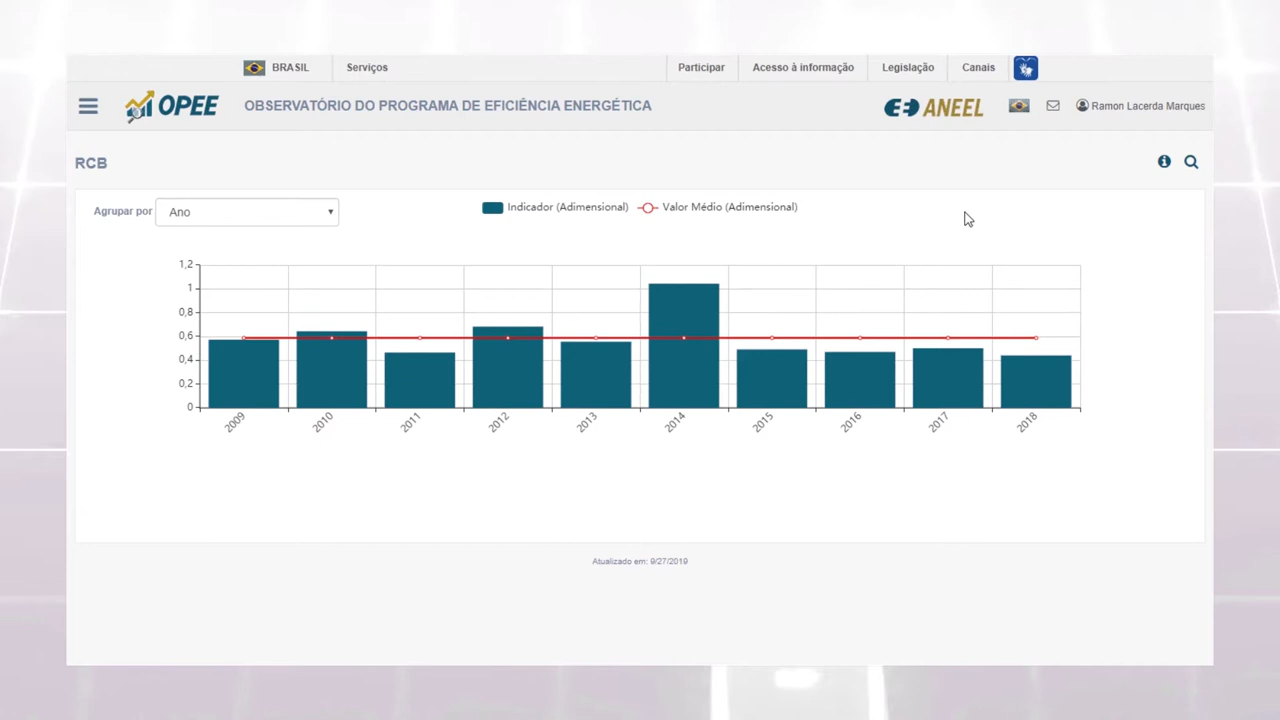 BRASIL Serviços Participar Acesso à informação Legislação Canais
OPEE OBSERVATÓRIO DO PROGRAMA DE EFICIÊNCIA ENERGÉTICA ANEEL Ramon Lacerda Marques
RCB
Agrupar por Ano Indicador (Adimensional) Valor Médio (Adimensional)
1,2
1
0,8
0,6
0,4
0,2
0
2009 2010 2011 2012 2013 2014 2015 2016 2017 2018
Atualizado em: 9/27/2019